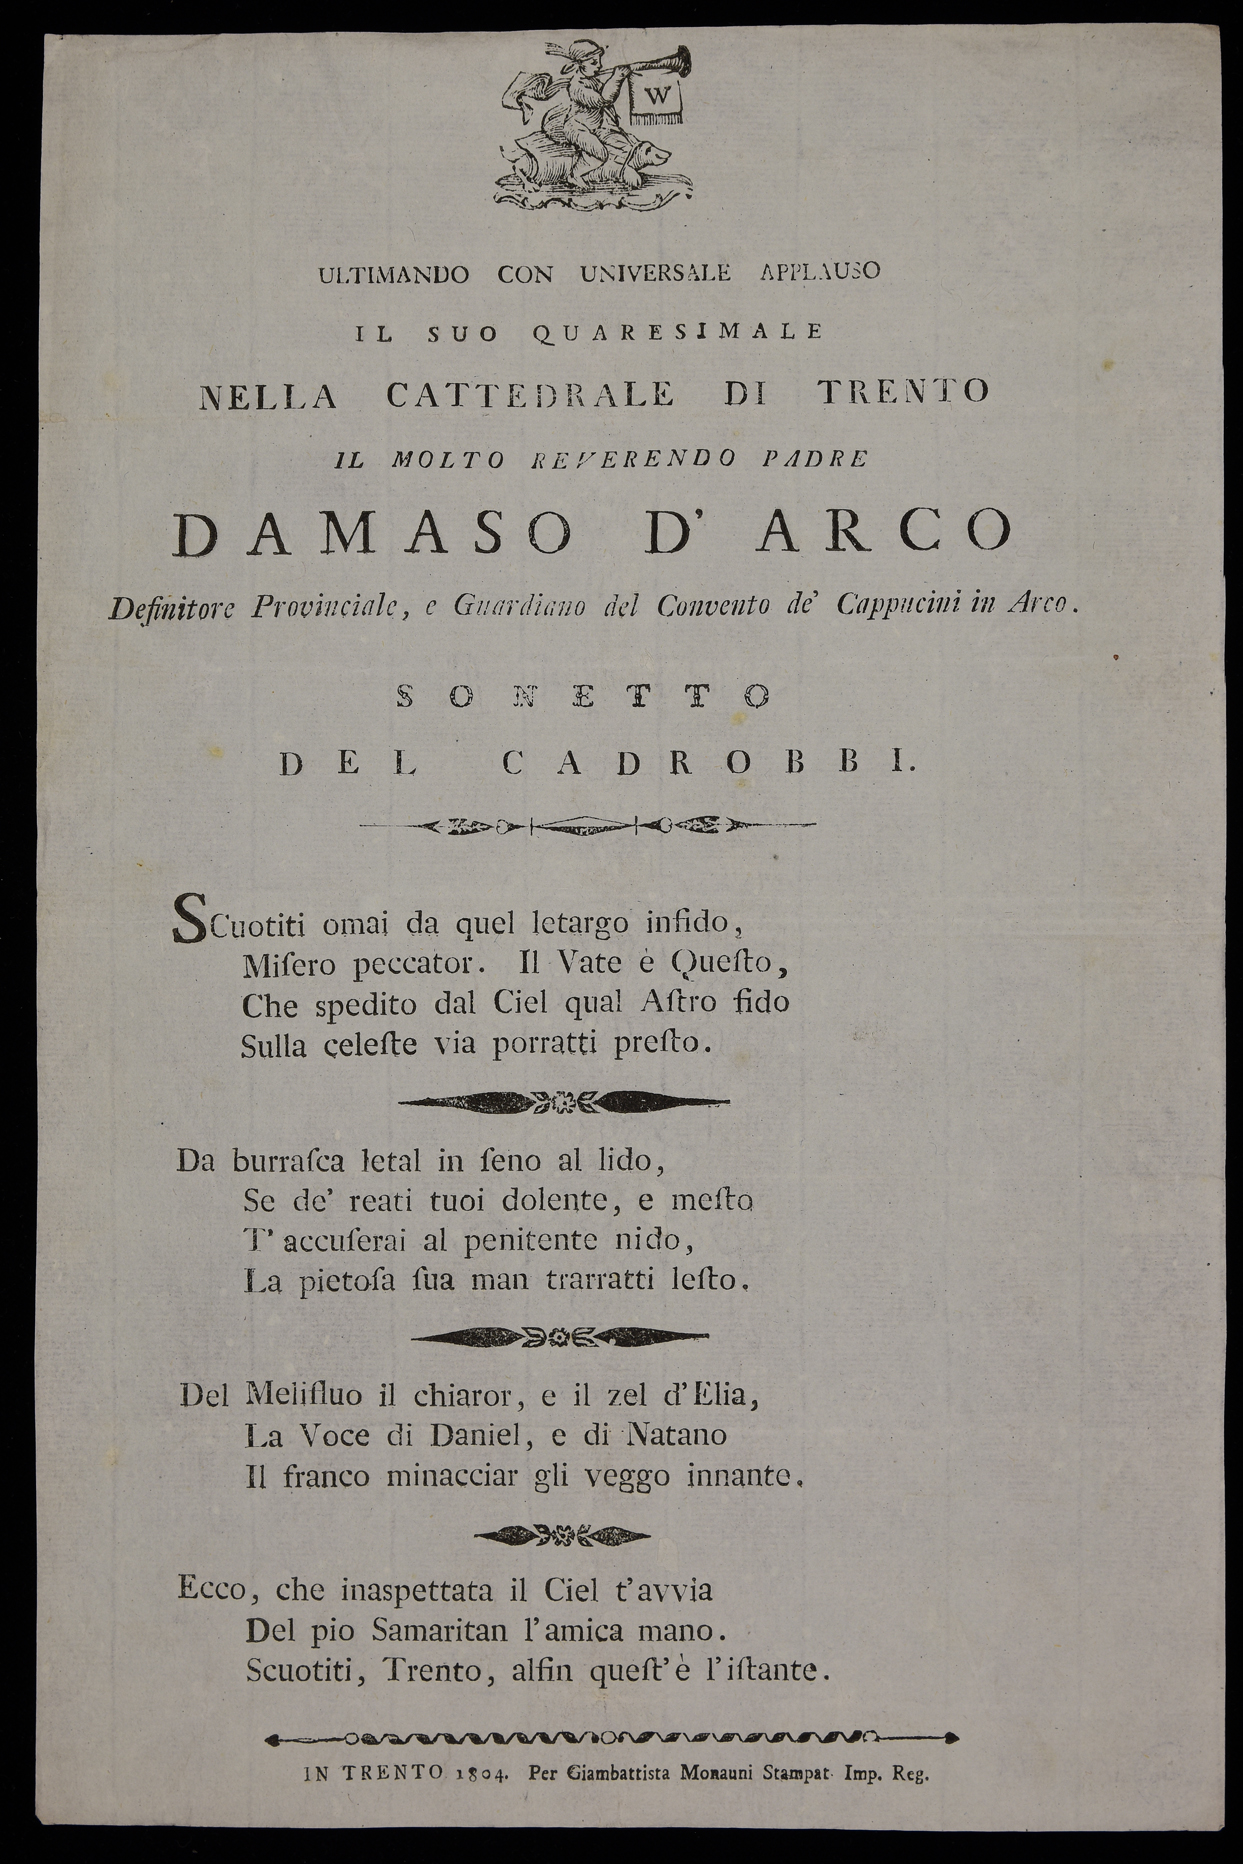 W
ULTIMANDO CON UNIVERSALE APPLAUSO
IL SUO QUARESIMALE
NELLA CATTEDRALE DI TRENTO
IL MOLTO REVERENDO PADRE
DAMASO D' ARCO
Definitore Provinciale, e Guardiano del Convento de' Cappucini in Arco.
SONETTO
DEL CADROBBI.
SCuotiti omai da quel letargo infido,
Miſero peccator. Il Vate è Queſto,
Che spedito dal Ciel qual Aſtro fido
Sulla celeſte via porratti preſto.
Da burraſca letal in ſeno al lido,
Se de' reati tuoi dolente, e meſto
T' accuſerai al penitente nido,
La pietoſa ſua man trarratti leſto.
Del Melifluo il chiaror, e il zel d' Elia,
La Voce di Daniel, e di Natano
Il franco minacciar gli veggo innante.
Ecco, che inaspettata il Ciel t' avvia
Del pio Samaritan l' amica mano.
Scuotiti, Trento, alfin queſt' è l' iſtante.
IN TRENTO 1804. Per Giambattista Monauni Stampat. Imp. Reg.